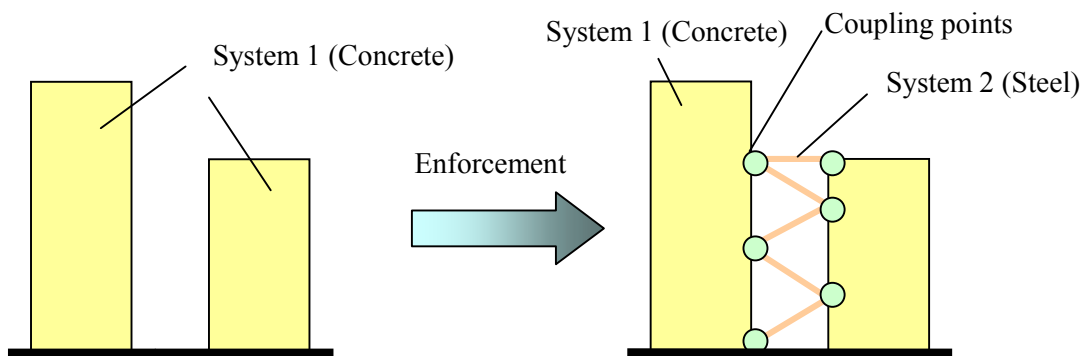 System 1 (Concrete)
Enforcement
System 1 (Concrete)
Coupling points
System 2 (Steel)